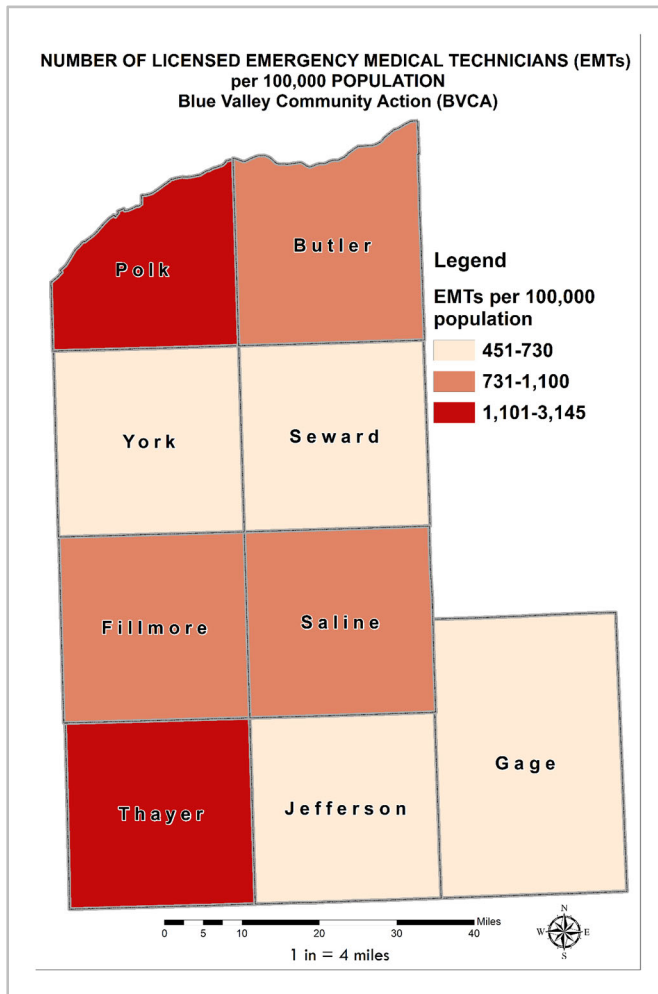 NUMBER OF LICENSED EMERGENCY MEDICAL TECHNICIANS (EMTs)
per 100,000 POPULATION
Blue Valley Community Action (BVCA)
Polk
Butler
Legend
EMTs per 100,000
population
451-730
731-1,100
1,101-3,145
York
Seward
Fillmore
Saline
Gage
Thayer
Jefferson
Miles
0 5 10 20 30 40
1 in = 4 miles
N
W E
S